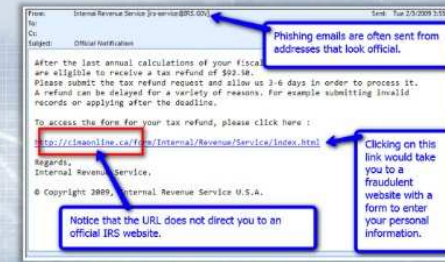 From: Internal Revenue Service [irs-service@IRS.GOV]
Sent: Tue 2/3/2009 3:55
To:
Cc:
Subject: Official Notification
Phishing emails are often sent from
addresses that look official.
After the last annual calculations of your fiscal
are eligible to receive a tax refund of $92.50.
Please submit the tax refund request and allow us 3-6 days in order to process it.
A refund can be delayed for a variety of reasons. For example submitting invalid
records or applying after the deadline.
To access the form for your tax refund, please click here :
http://cimaonline.ca/form/Internal/Revenue/Service/index.html
Regards,
Internal Revenue Service.
© Copyright 2009, Internal Revenue Service U.S.A.
Clicking on this
link would take
you to a
fraudulent
website with a
form to enter
your personal
information.
Notice that the URL does not direct you to an
official IRS website.